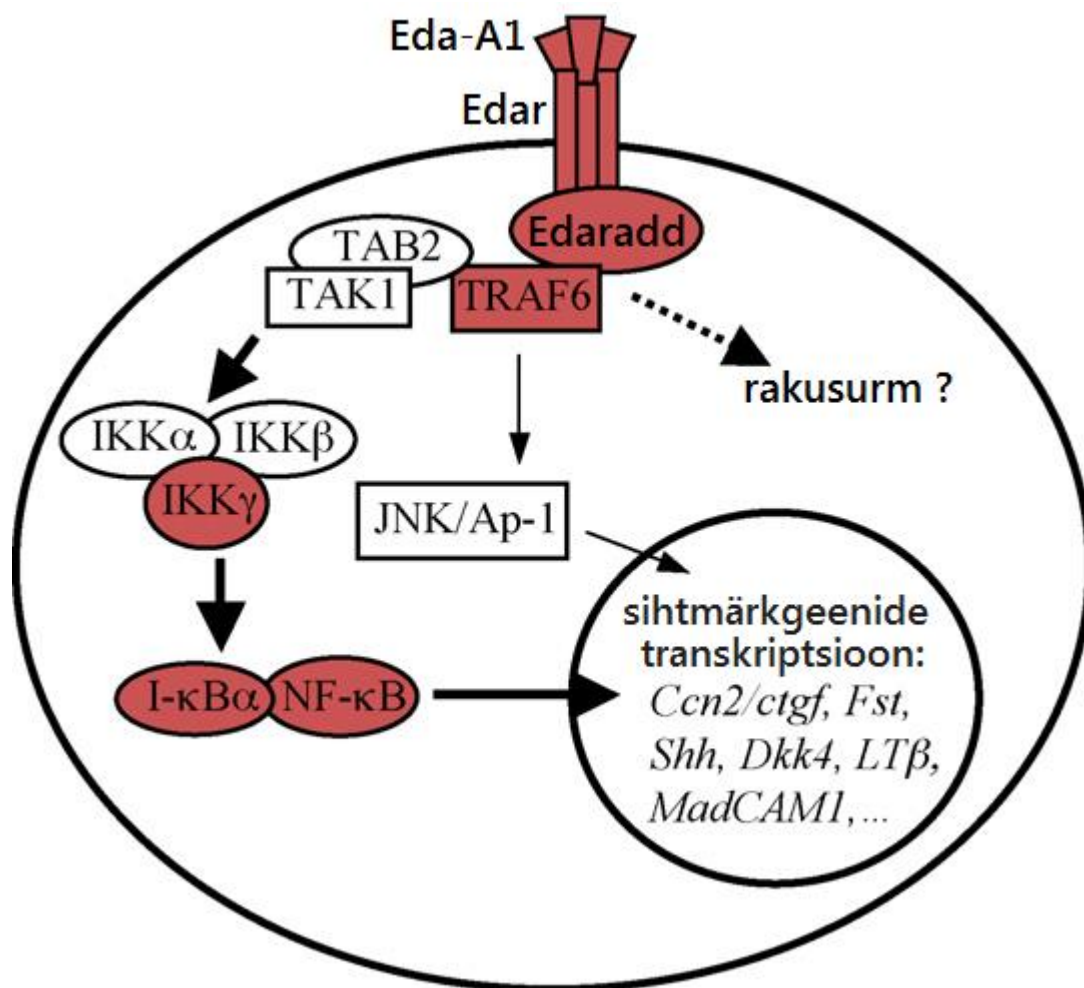 Eda-A1
Edar
Edaradd
TAB2
TAK1
TRAF6
rakusurm ?
IKKα
IKKβ
IKKγ
JNK/Ap-1
sihtmärkgeenide
transkriptsioon:
Ccn2/ctgf, Fst,
Shh, Dkk4, LTβ,
MadCAM1,...
I-κBα
NF-κB